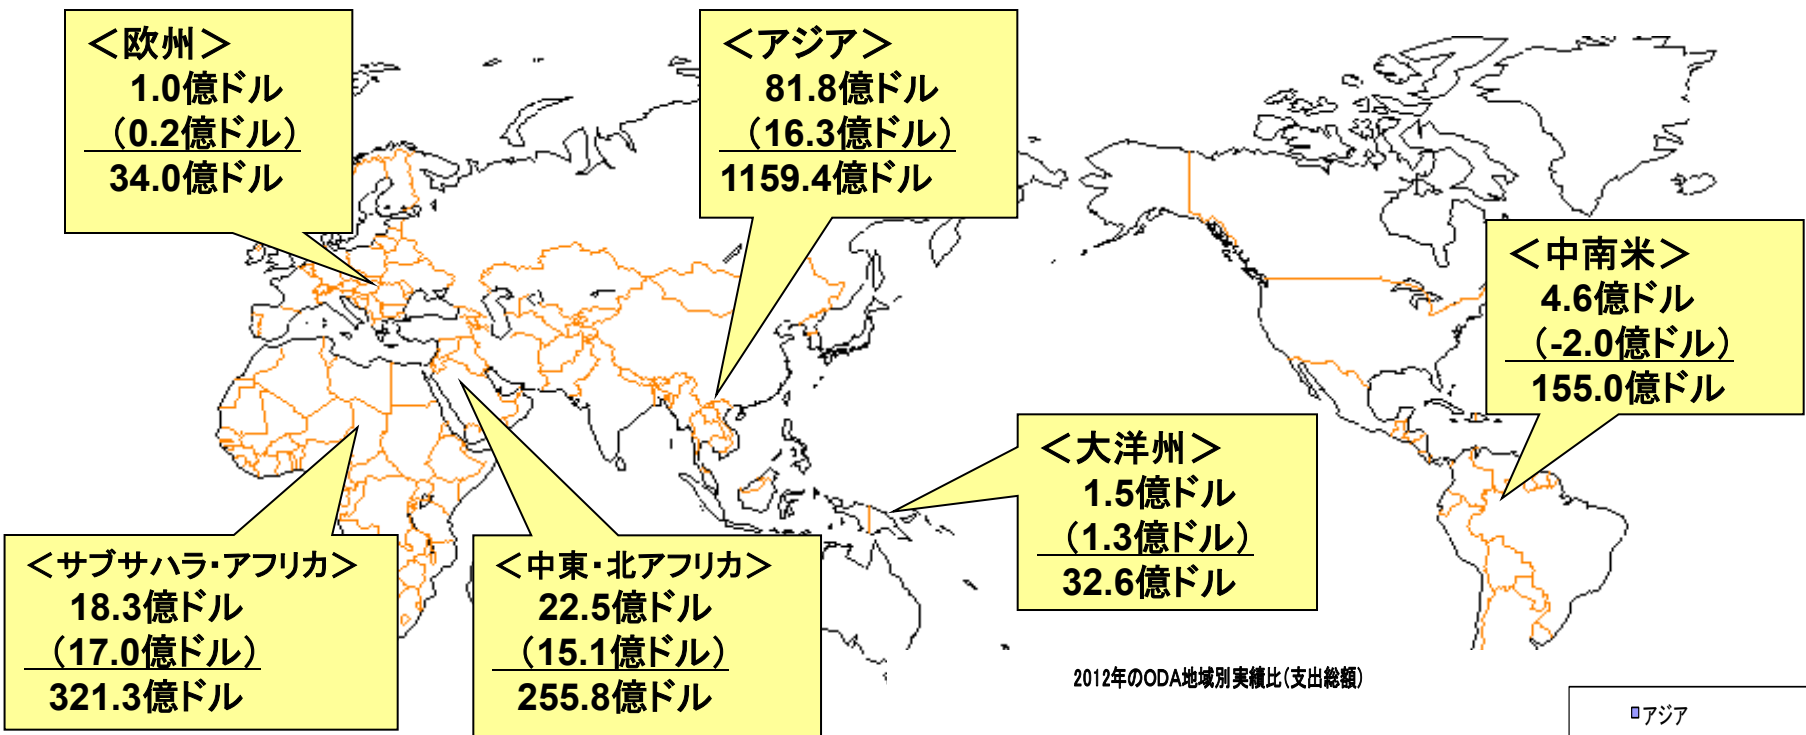 ＜欧州＞
1.0億ドル
（0.2億ドル）
34.0億ドル
＜アジア＞
81.8億ドル
（16.3億ドル）
1159.4億ドル
＜中南米＞
4.6億ドル
（-2.0億ドル）
155.0億ドル
＜大洋州＞
1.5億ドル
（1.3億ドル）
32.6億ドル
＜サブサハラ・アフリカ＞
18.3億ドル
（17.0億ドル）
321.3億ドル
＜中東・北アフリカ＞
22.5億ドル
（15.1億ドル）
255.8億ドル
2012年のODA地域別実績比（支出総額）
アジア